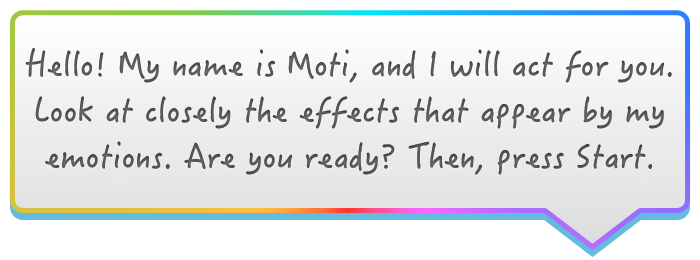 Hello! My name is Moti, and I will act for you.
Look at closely the effects that appear by my
emotions. Are you ready? Then, press Start.